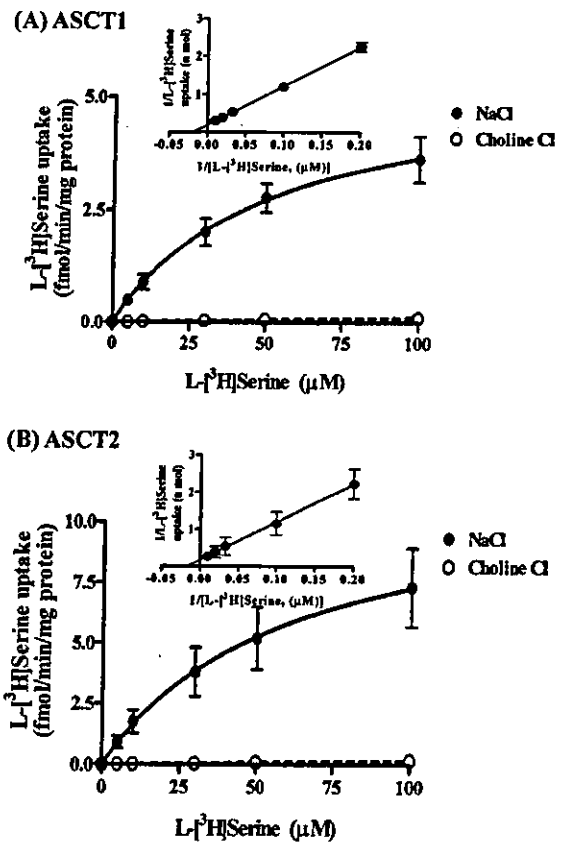 (A) ASCT1
1/L-[³H]Serine
uptake (n mol)
3
2
1
-0.05 0.00 0.05 0.10 0.15 0.20
1/[L-[³H]Serine, (μM)]
L-[³H]Serine uptake
(fmol/min/mg protein)
5.0
2.5
0.0
0 25 50 75 100
L-[³H]Serine (μM)
NaCl
Choline Cl
(B) ASCT2
1/L-[³H]Serine
uptake (n mol)
3
2
1
-0.05 0.00 0.05 0.10 0.15 0.20
1/[L-[³H]Serine, (μM)]
L-[³H]Serine uptake
(fmol/min/mg protein)
10.0
7.5
5.0
2.5
0.0
0 25 50 75 100
L-[³H]Serine (μM)
NaCl
Choline Cl